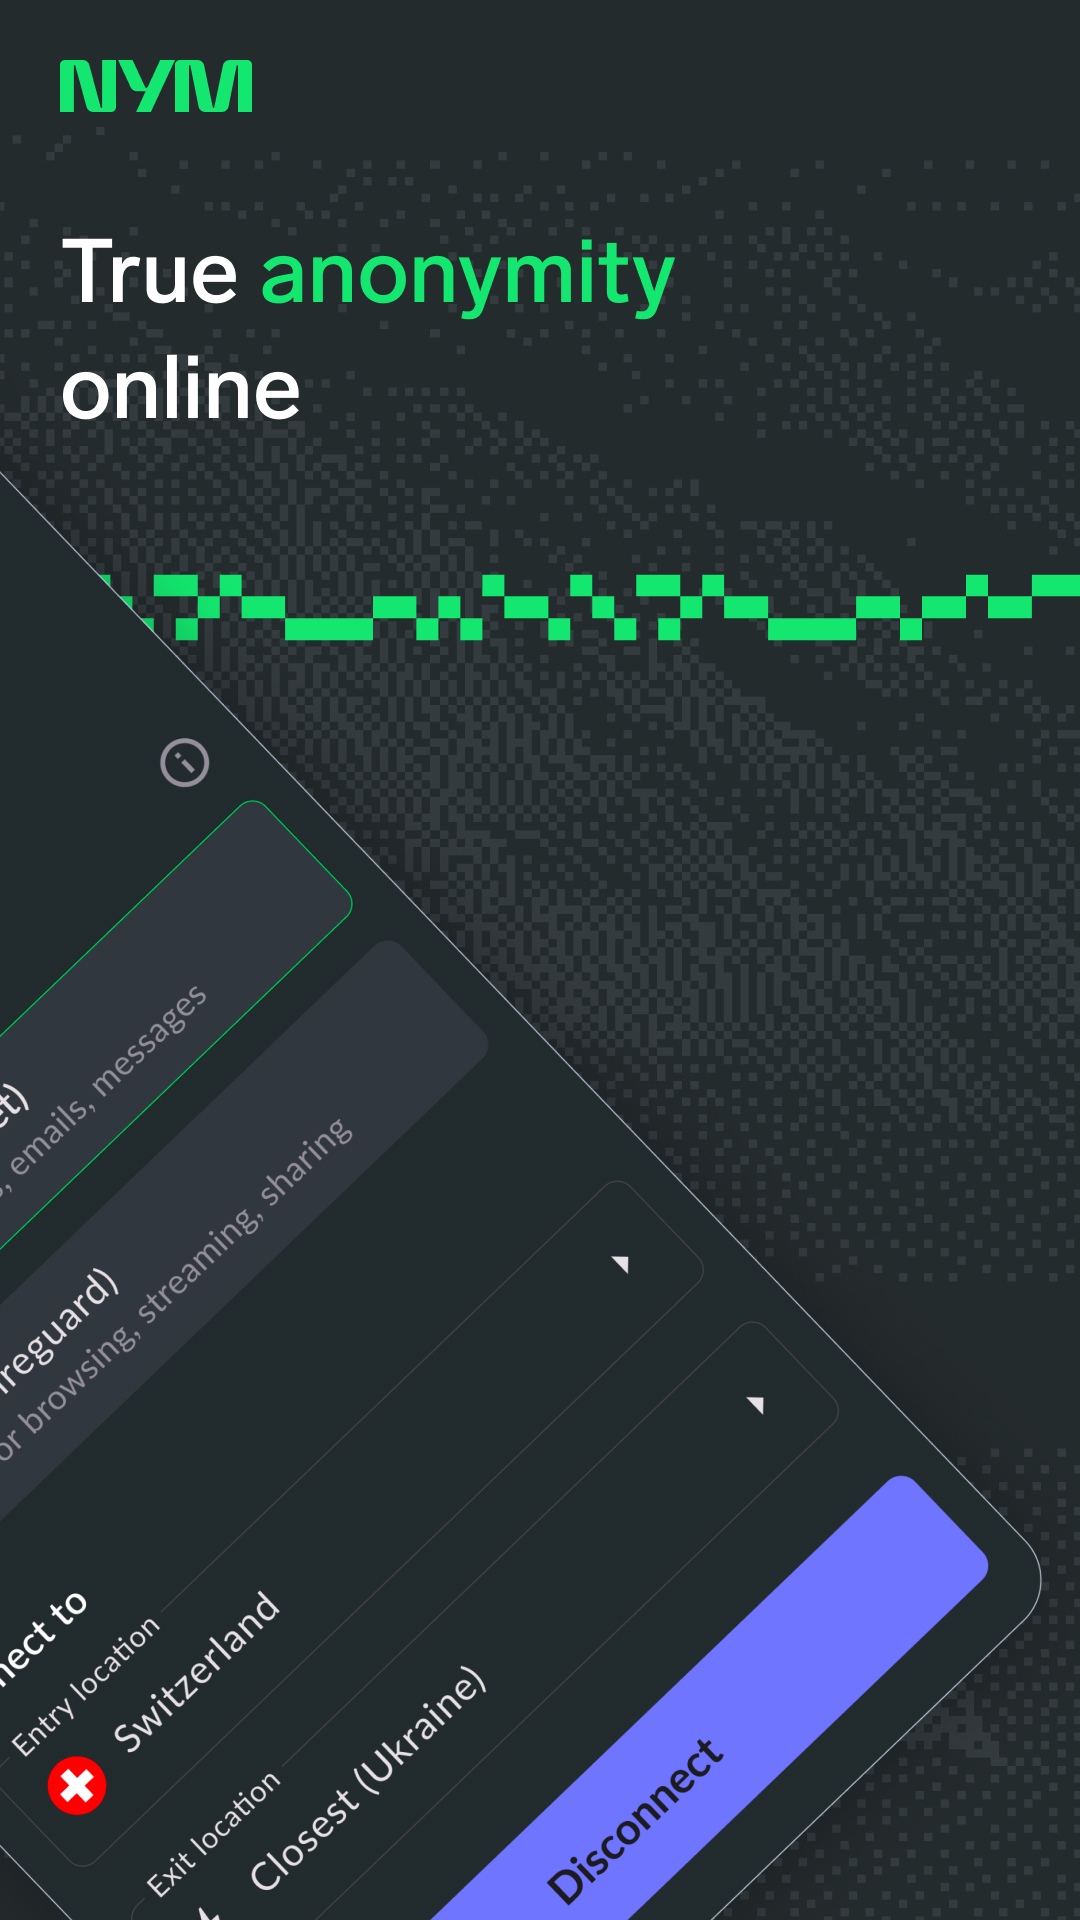 NYM
True anonymity
online
emails, messages
reguard)
browsing, streaming, sharing
nect to
Entry location
Switzerland
Exit location
Closest (Ukraine)
Disconnect